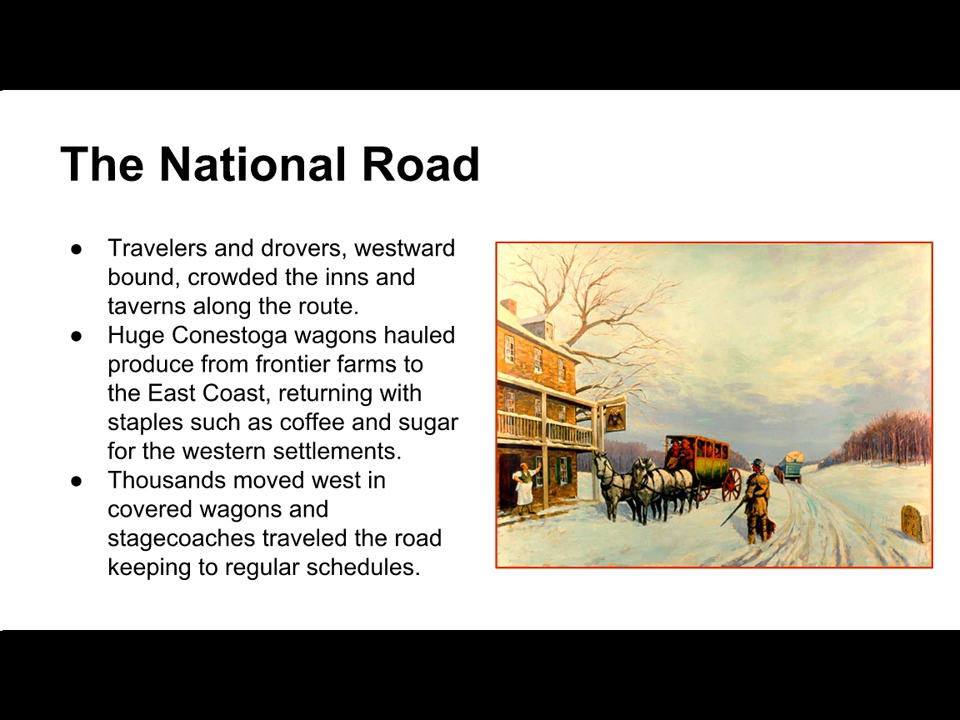 The National Road
● Travelers and drovers, westward
bound, crowded the inns and
taverns along the route.
● Huge Conestoga wagons hauled
produce from frontier farms to
the East Coast, returning with
staples such as coffee and sugar
for the western settlements.
● Thousands moved west in
covered wagons and
stagecoaches traveled the road
keeping to regular schedules.